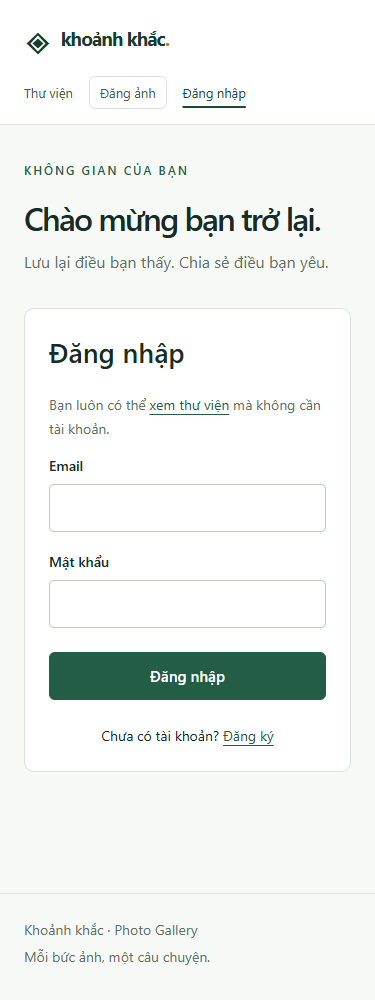 khoảnh khắc.
Thư viện Đăng ảnh Đăng nhập
KHÔNG GIAN CỦA BẠN
Chào mừng bạn trở lại.
Lưu lại điều bạn thấy. Chia sẻ điều bạn yêu.
Đăng nhập
Bạn luôn có thể xem thư viện mà không cần
tài khoản.
Email
Mật khẩu
Đăng nhập
Chưa có tài khoản? Đăng ký
Khoảnh khắc · Photo Gallery
Mỗi bức ảnh, một câu chuyện.